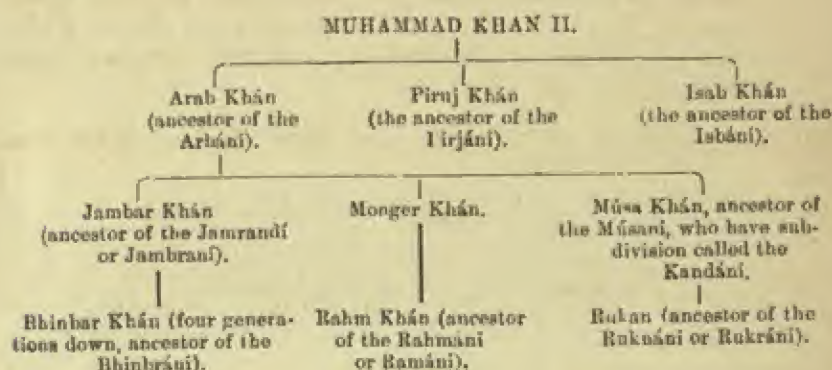 MUHAMMAD KHAN II.
Arab Khán
(ancestor of the
Arbání).
Piruj Khán
(the ancestor of the
Pirjáni).
Isab Khán
(the ancestor of the
Isbáni).
Jambar Khán
(ancestor of the Jamrandí
or Jambraní).
Monger Khán.
Músa Khán, ancestor of
the Músani, who have sub-
division called the
Kandáni.
Bhinbar Khán (four genera-
tions down, ancestor of the
Bhinbráni).
Rahm Khán (ancestor
of the Rahmáni
or Ramáni).
Rukan (ancestor of the
Ruknáni or Rukráni).